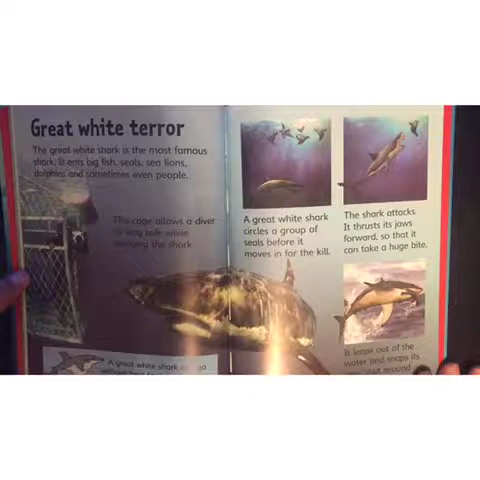 Great white terror
The great white shark is the most famous
shark. It eats big fish, seals, sea lions,
dolphins and sometimes even people.
This cage allows a diver
to stay safe while
the shark
A great white shark
A great white shark
circles a group of
seals before it
moves in for the kill.
The shark attacks.
It thrusts its jaws
forward, so that it
can take a huge bite.
It leaps out of the
water and snaps its
around